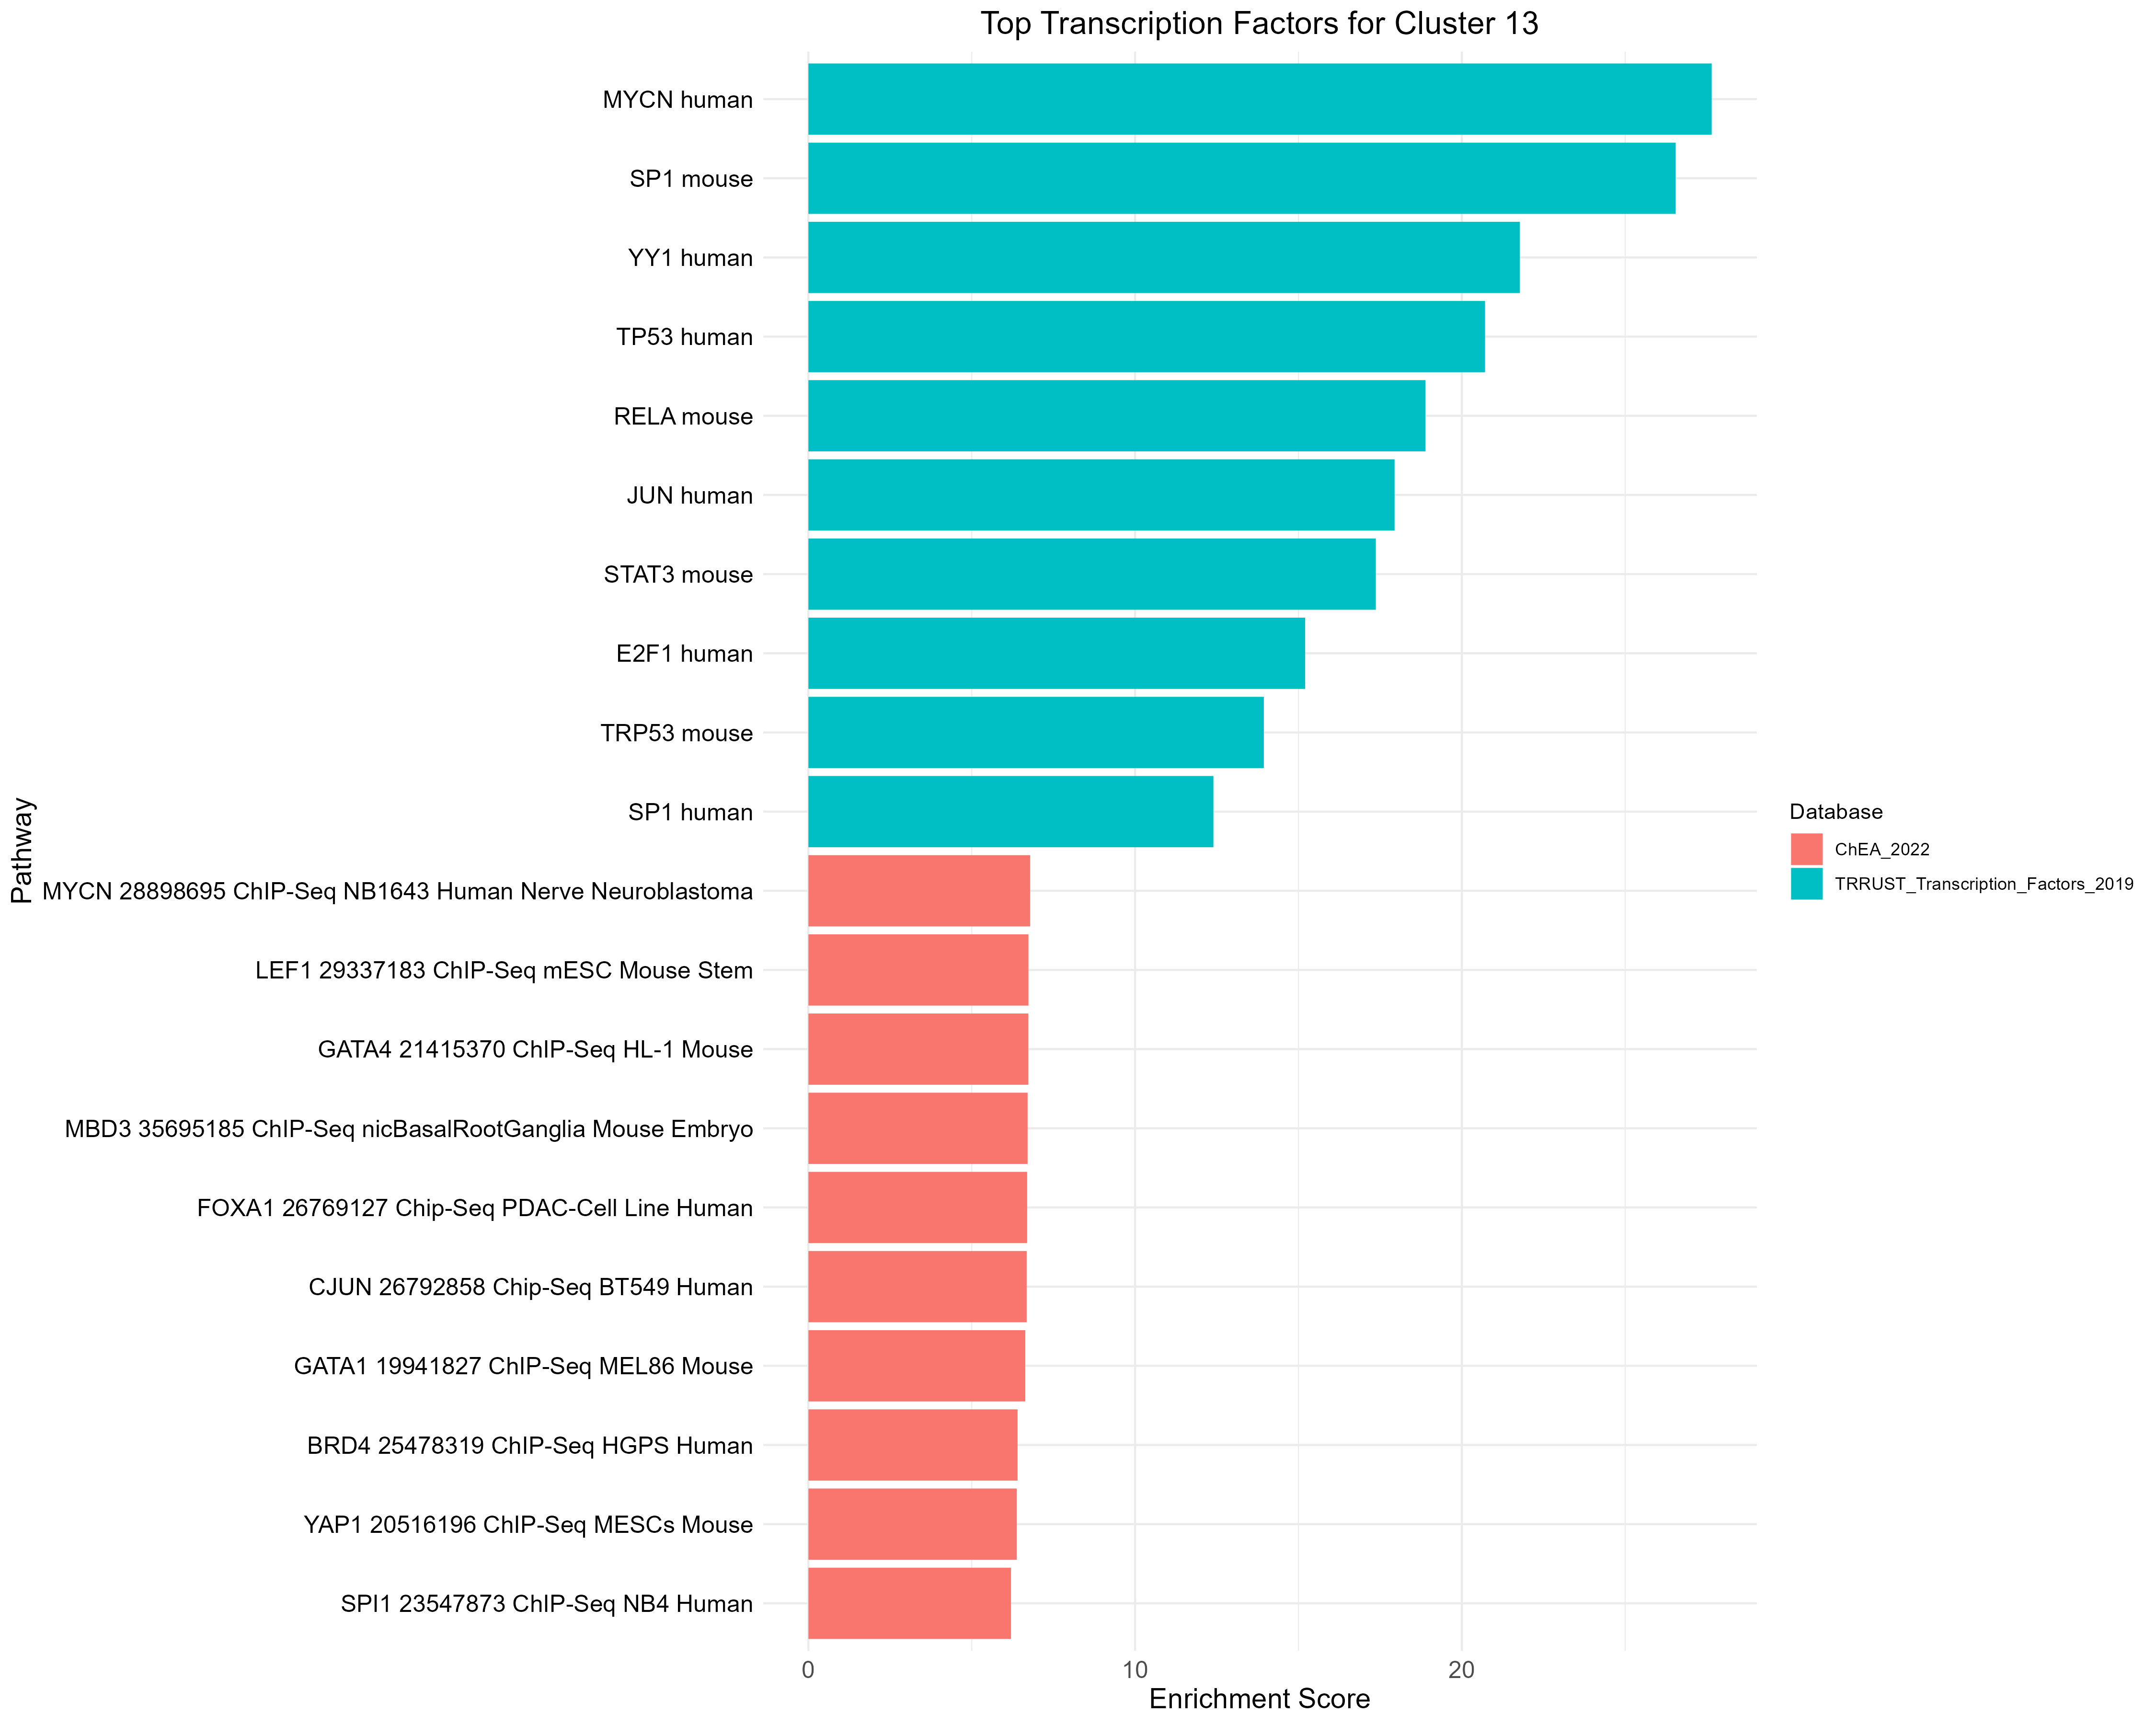 Top Transcription Factors for Cluster 13
MYCN human
SP1 mouse
YY1 human
TP53 human
RELA mouse
JUN human
STAT3 mouse
E2F1 human
TRP53 mouse
SP1 human
MYCN 28898695 ChIP-Seq NB1643 Human Nerve Neuroblastoma
LEF1 29337183 ChIP-Seq mESC Mouse Stem
GATA4 21415370 ChIP-Seq HL-1 Mouse
MBD3 35695185 ChIP-Seq nicBasalRootGanglia Mouse Embryo
FOXA1 26769127 Chip-Seq PDAC-Cell Line Human
CJUN 26792858 Chip-Seq BT549 Human
GATA1 19941827 ChIP-Seq MEL86 Mouse
BRD4 25478319 ChIP-Seq HGPS Human
YAP1 20516196 ChIP-Seq MESCs Mouse
SPI1 23547873 ChIP-Seq NB4 Human
Pathway
0 10 20
Enrichment Score
Database
ChEA_2022
TRRUST_Transcription_Factors_2019